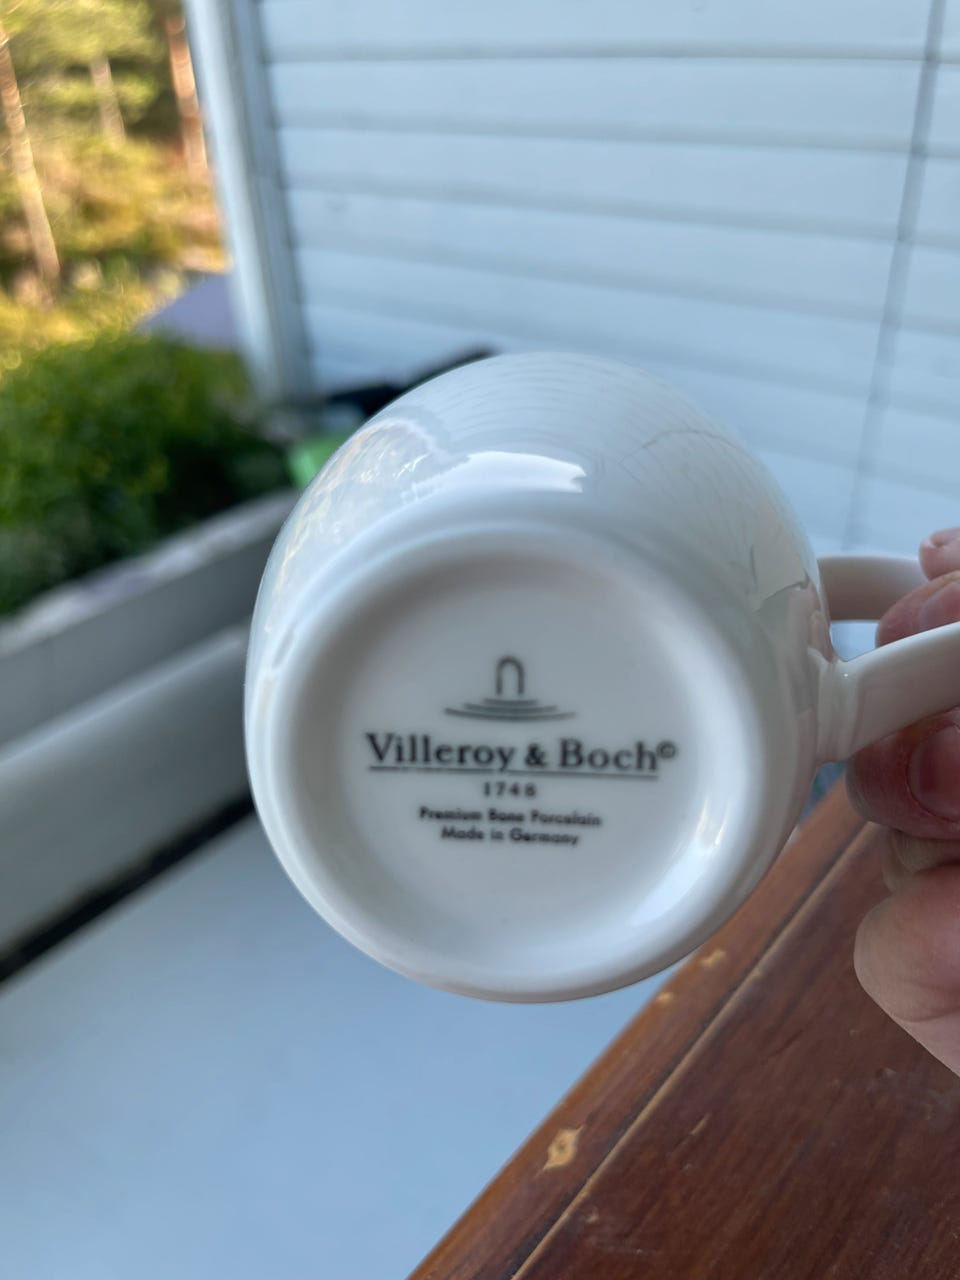 Villeroy & Boch©
1748
Premium Bone Porcelain
Made in Germany